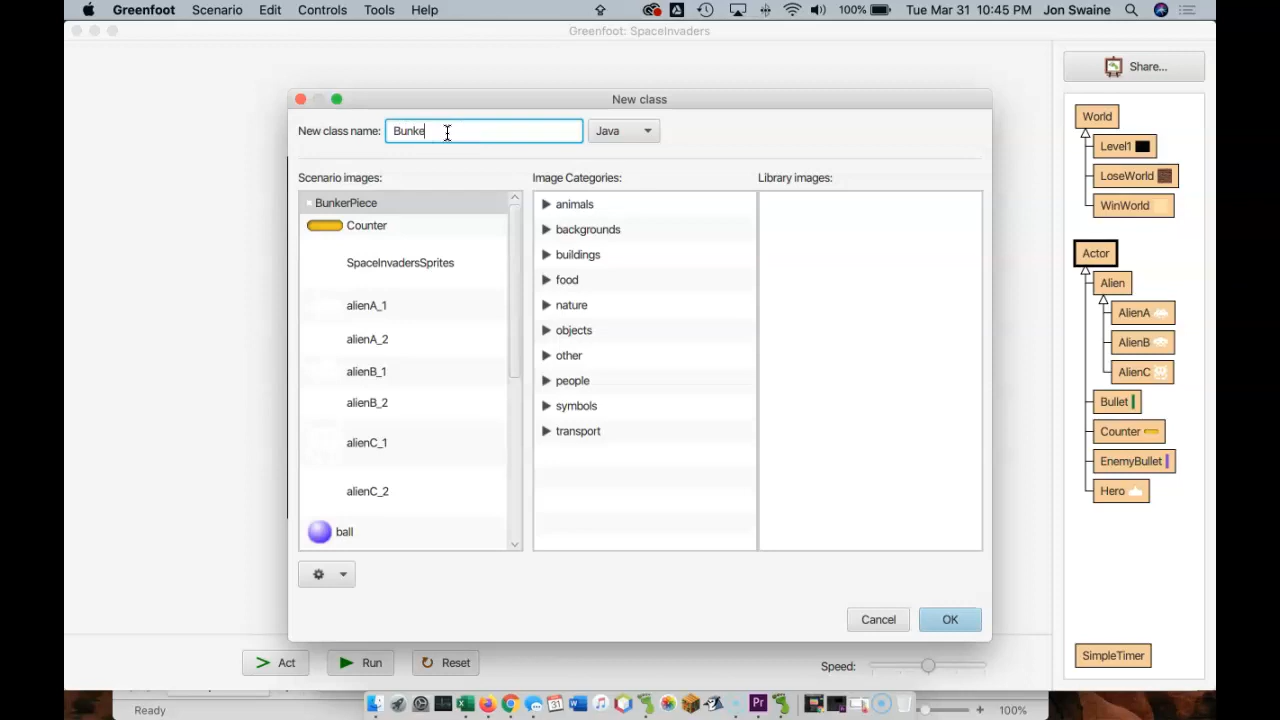 Greenfoot Scenario Edit Controls Tools Help 100% Tue Mar 31 10:45 PM Jon Swaine
Greenfoot: SpaceInvaders
Share...
New class
New class name: Bunke Java
Scenario images: Image Categories: Library images:
BunkerPiece
Counter
SpaceInvadersSprites
alienA_1
alienA_2
alienB_1
alienB_2
alienC_1
alienC_2
ball
animals
backgrounds
buildings
food
nature
objects
other
people
symbols
transport
Cancel OK
World
Level1
LoseWorld
WinWorld
Actor
Alien
AlienA
AlienB
AlienC
Bullet
Counter
EnemyBullet
Hero
SimpleTimer
Act Run Reset Speed:
Ready 100%